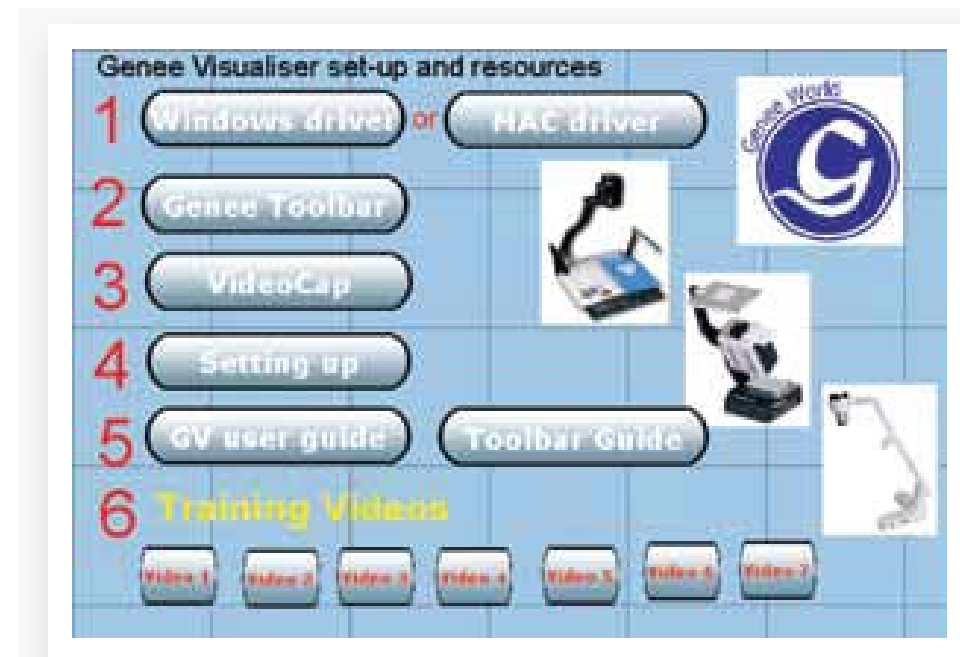 Genee Visualiser set-up and resources
Genee World
1 Windows driver or MAC driver
2 Genee Toolbar
3 VideoCap
4 Setting up
5 GV user guide Toolbar Guide
6 Training Videos
Video 1 Video 2 Video 3 Video 4 Video 5 Video 6 Video 7